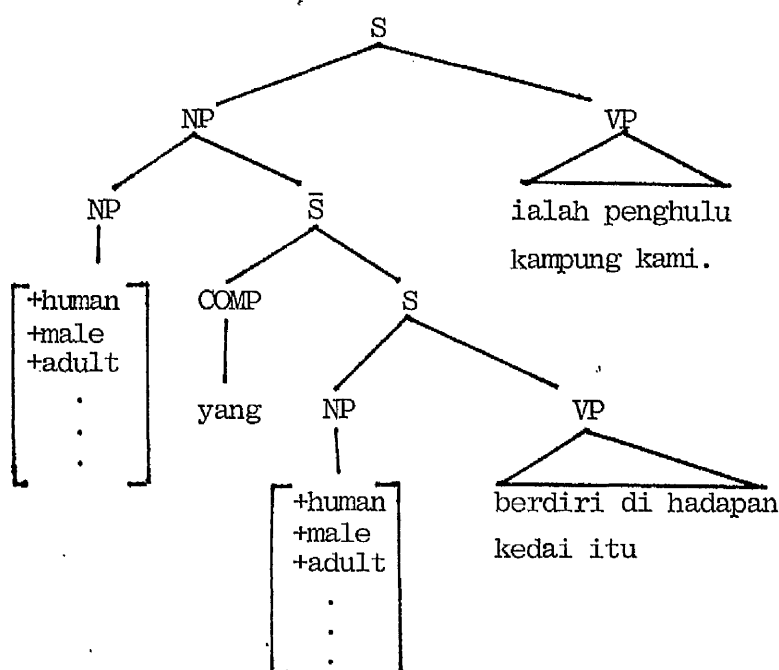 S
NP VP
NP S̄ ialah penghulu
kampung kami.
+human COMP S
+male
+adult
yang NP VP
.
.
.
+human berdiri di hadapan
+male kedai itu
+adult
.
.
.